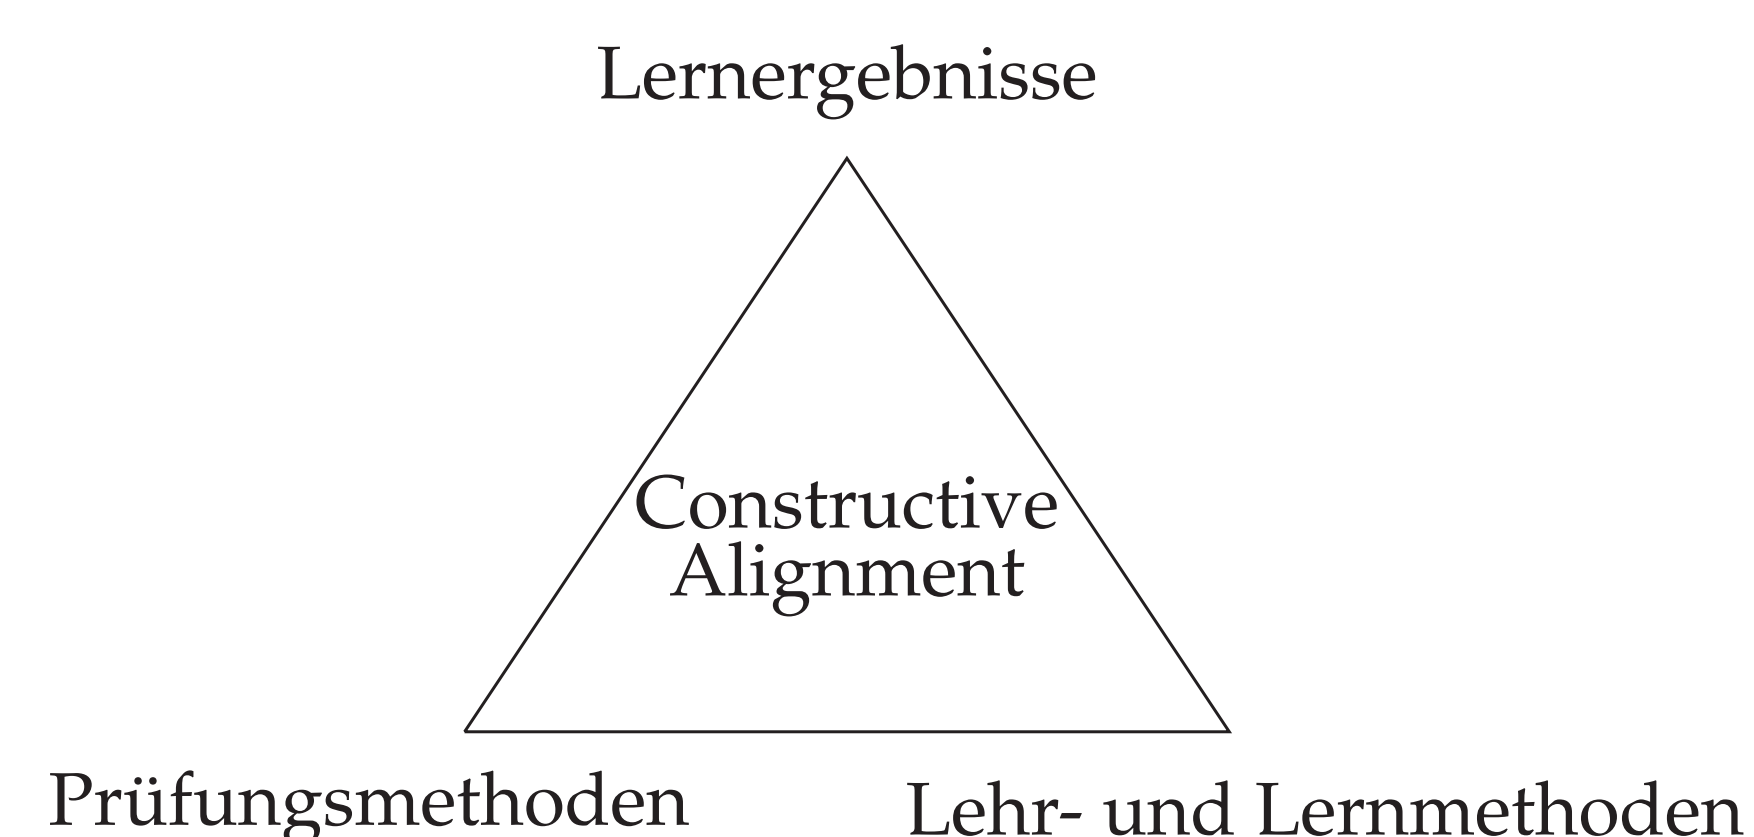 Lernergebnisse
Constructive
Alignment
Prüfungsmethoden
Lehr- und Lernmethoden